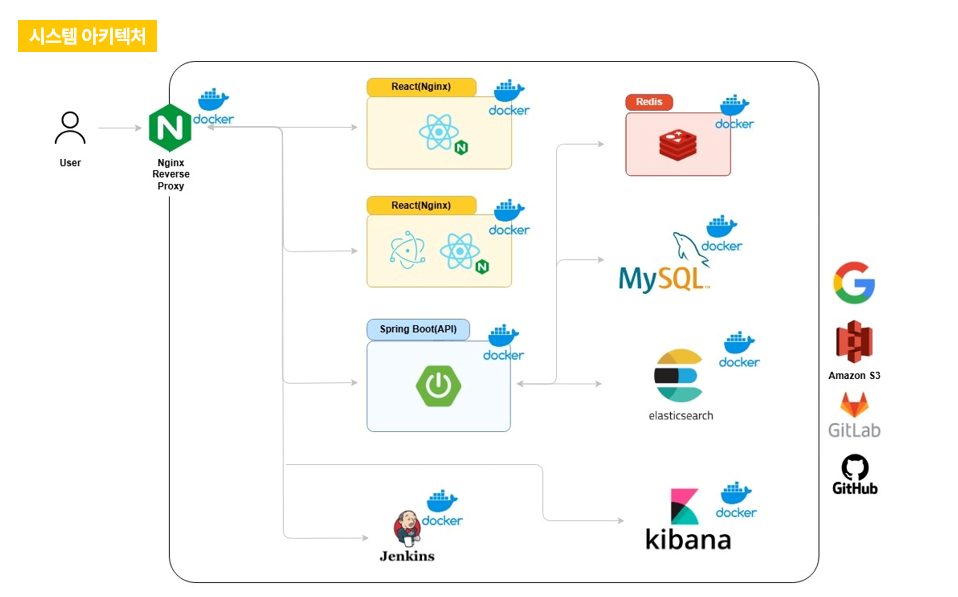 시스템 아키텍처
User
Nginx
Reverse
Proxy
N
docker
React(Nginx)
docker
N
React(Nginx)
docker
N
Spring Boot(API)
docker
Redis
docker
MySQL™
docker
elasticsearch
docker
kibana
docker
Jenkins
docker
G
Amazon S3
GitLab
GitHub